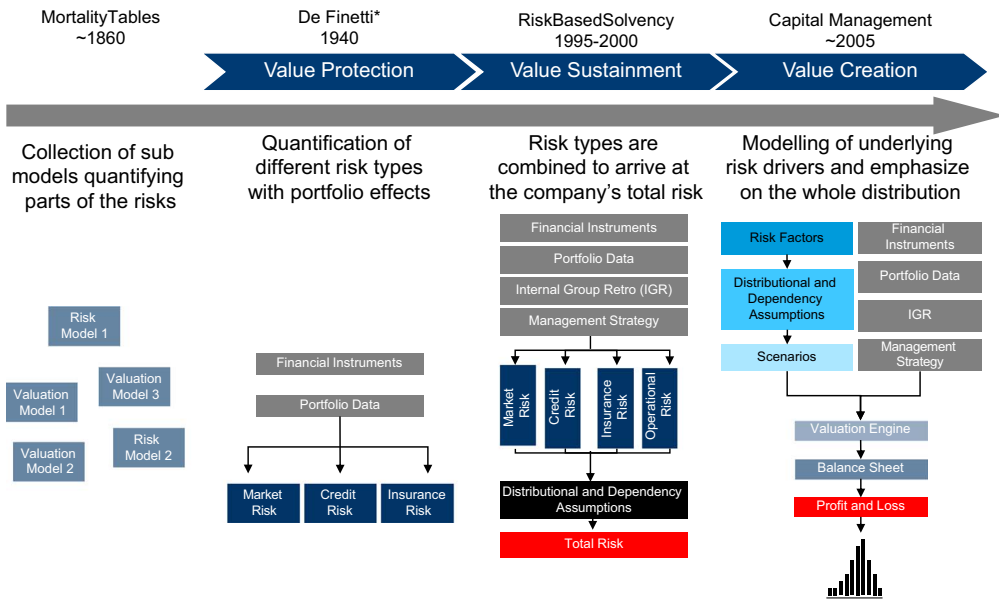 MortalityTables
~1860
De Finetti*
1940
RiskBasedSolvency
1995-2000
Capital Management
~2005
Value Protection
Value Sustainment
Value Creation
Collection of sub
models quantifying
parts of the risks
Quantification of
different risk types
with portfolio effects
Risk types are
combined to arrive at
the company's total risk
Modelling of underlying
risk drivers and emphasize
on the whole distribution
Risk
Model 1
Valuation
Model 1
Valuation
Model 3
Valuation
Model 2
Risk
Model 2
Financial Instruments
Portfolio Data
Market
Risk
Credit
Risk
Insurance
Risk
Financial Instruments
Portfolio Data
Internal Group Retro (IGR)
Management Strategy
Market
Risk
Credit
Risk
Insurance
Risk
Operational
Risk
Distributional and Dependency
Assumptions
Total Risk
Risk Factors
Distributional and
Dependency
Assumptions
Scenarios
Financial
Instruments
Portfolio Data
IGR
Management
Strategy
Valuation Engine
Balance Sheet
Profit and Loss